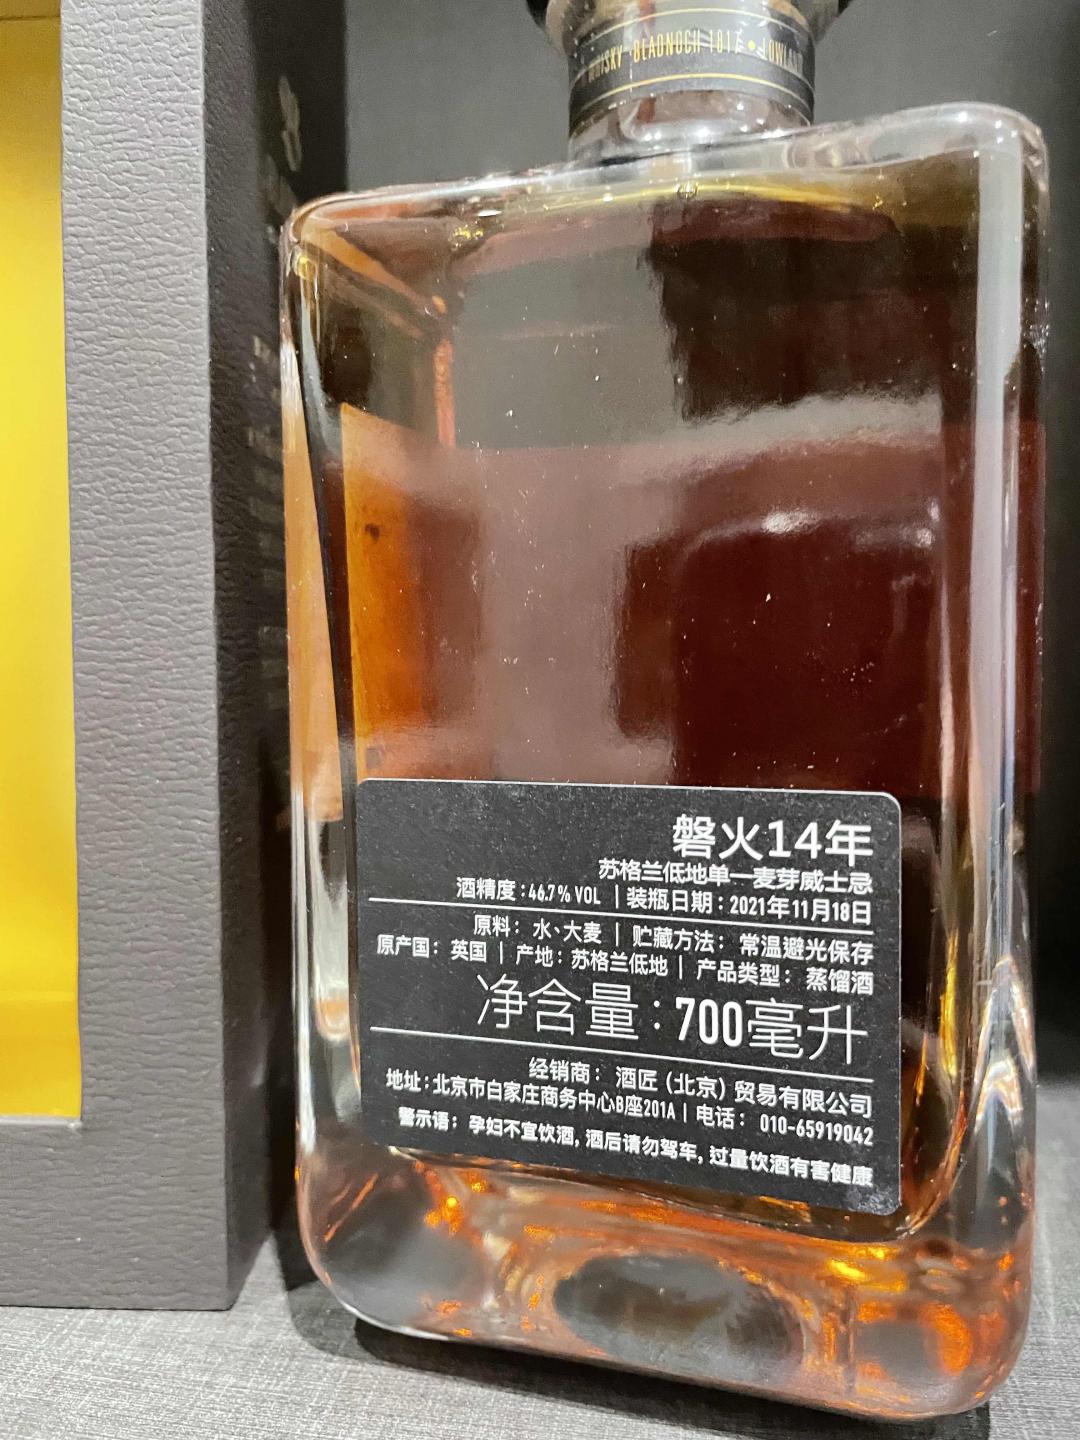 WHISKY BLADNOCH 1817 • LOWLAND
磐火14年
苏格兰低地单一麦芽威士忌
酒精度：46.7% VOL | 装瓶日期：2021年11月18日
原料：水、大麦 | 贮藏方法：常温避光保存
原产国：英国 | 产地：苏格兰低地 | 产品类型：蒸馏酒
净含量：700毫升
经销商：酒匠（北京）贸易有限公司
地址：北京市白家庄商务中心B座201A | 电话：010-65919042
警示语：孕妇不宜饮酒，酒后请勿驾车，过量饮酒有害健康